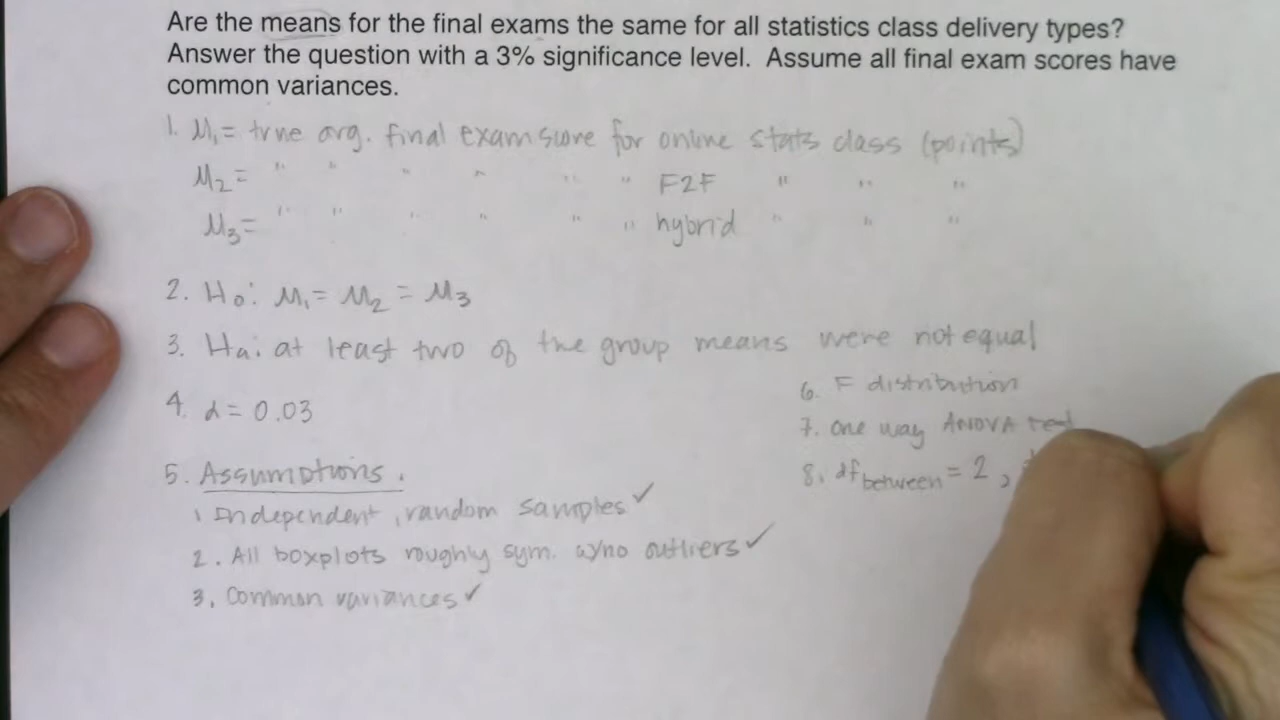 Are the means for the final exams the same for all statistics class delivery types?
Answer the question with a 3% significance level. Assume all final exam scores have
common variances.
1. μ₁= true avg. final exam score for online stats class (points)
μ₂= " " " " " " F2F " " "
μ₃= " " " " " " hybrid " " "
2. H₀: μ₁= μ₂ = μ₃
3. Ha: at least two of the group means were not equal
4. α= 0.03
5. Assumptions.
1 Independent, random samples ✓
2. All boxplots roughly sym. w/no outliers ✓
3. Common variances ✓
6. F distribution
7. One way ANOVA test
8. df between = 2,